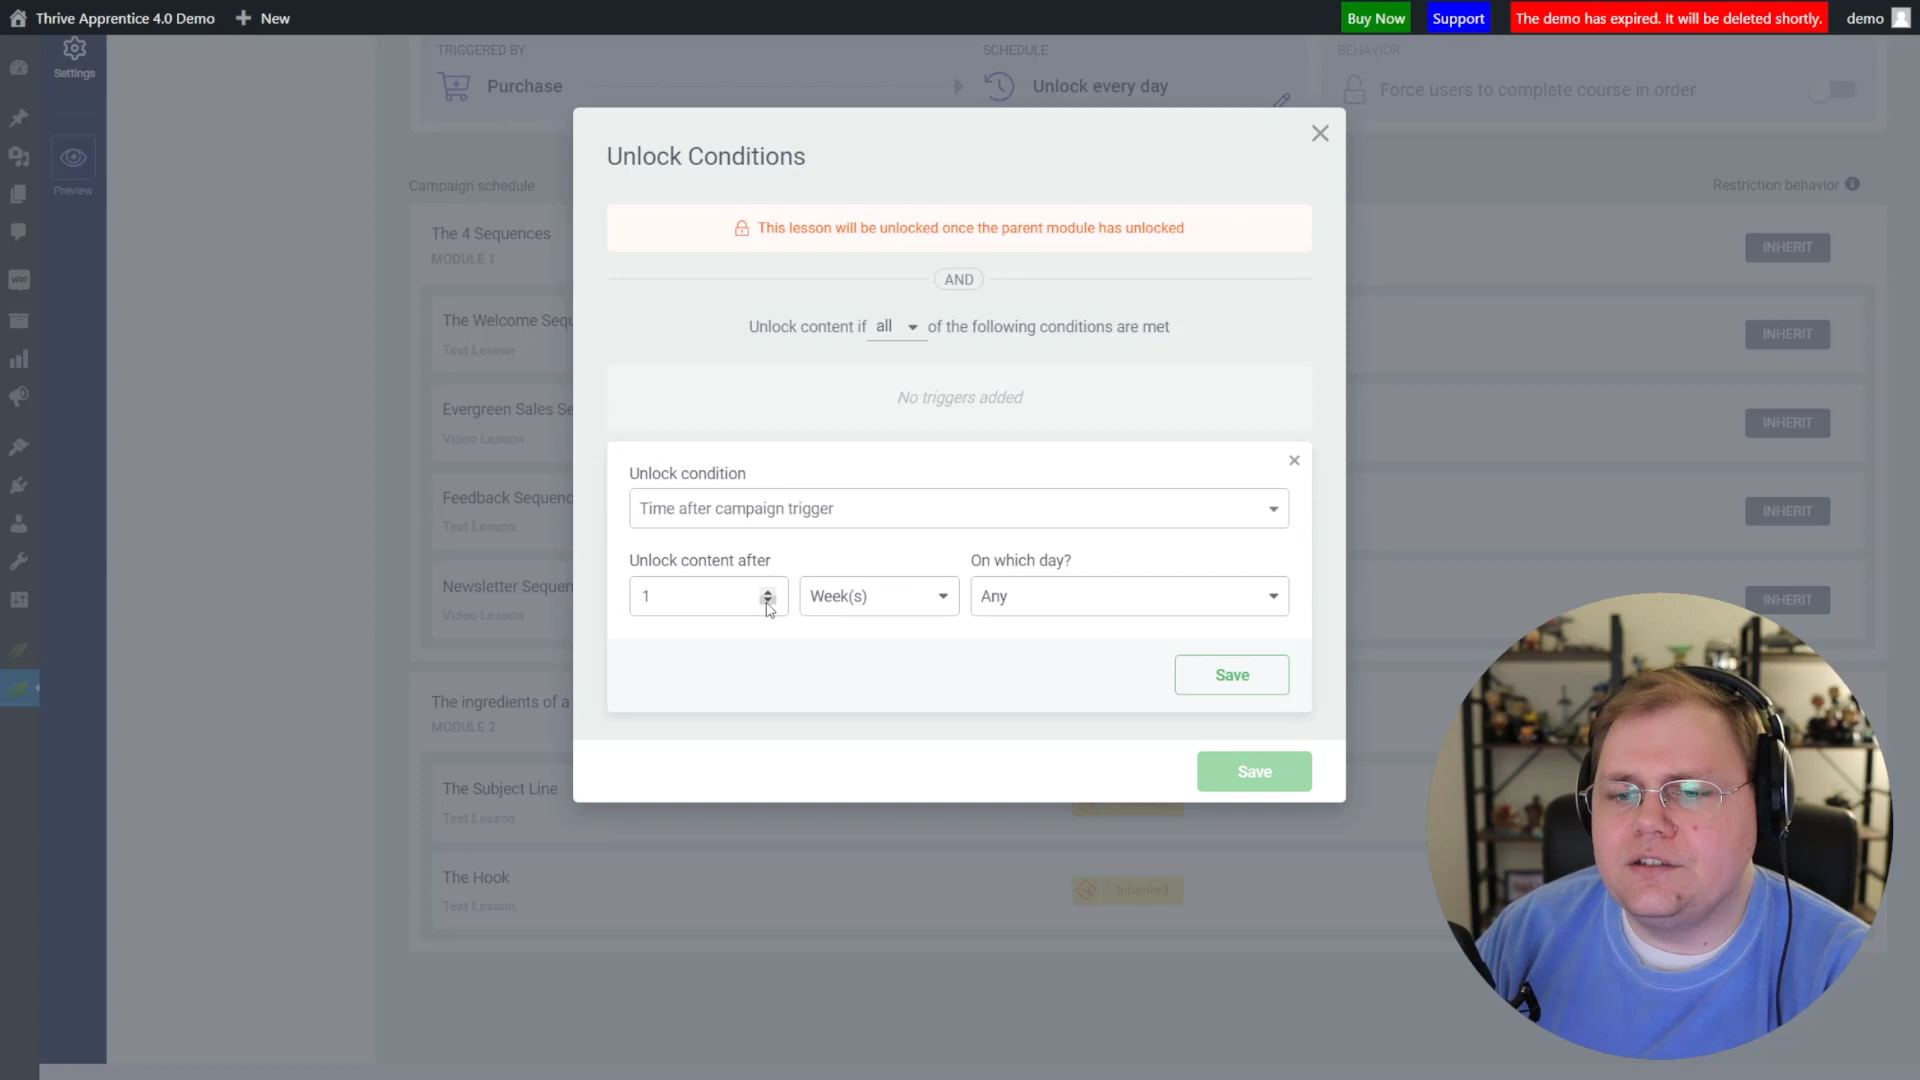 Thrive Apprentice 4.0 Demo
New
Buy Now
Support
The demo has expired. It will be deleted shortly.
demo
Settings
Preview
TRIGGERED BY
SCHEDULE
BEHAVIOR
Purchase
Unlock every day
Force users to complete course in order
Campaign schedule
Restriction behavior
The 4 Sequences
MODULE 1
INHERIT
The Welcome Sequ
Text Lesson
INHERIT
Evergreen Sales Se
Video Lesson
INHERIT
Feedback Sequenc
Text Lesson
INHERIT
Newsletter Sequen
Video Lesson
INHERIT
The ingredients of a
MODULE 2
The Subject Line
Text Lesson
The Hook
Text Lesson
Inherited
Unlock Conditions
This lesson will be unlocked once the parent module has unlocked
AND
Unlock content if all of the following conditions are met
No triggers added
Unlock condition
Time after campaign trigger
Unlock content after
On which day?
1
Week(s)
Any
Save
Save